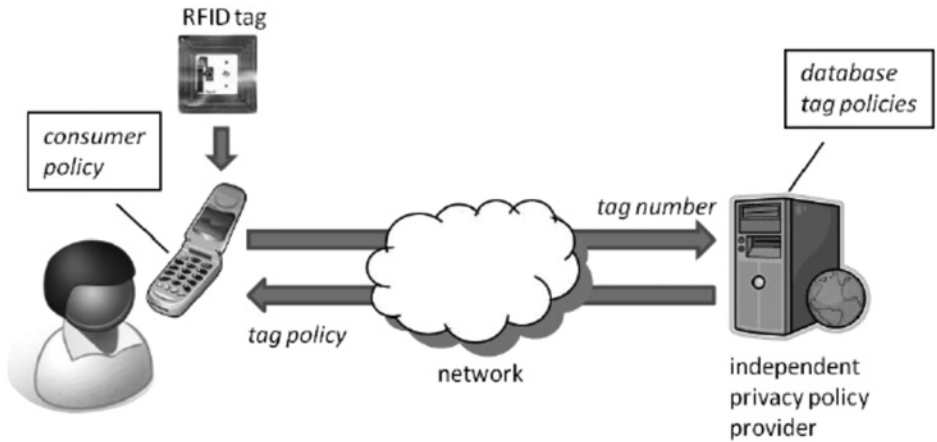 RFID tag
consumer
policy
database
tag policies
tag number
tag policy
network
independent
privacy policy
provider